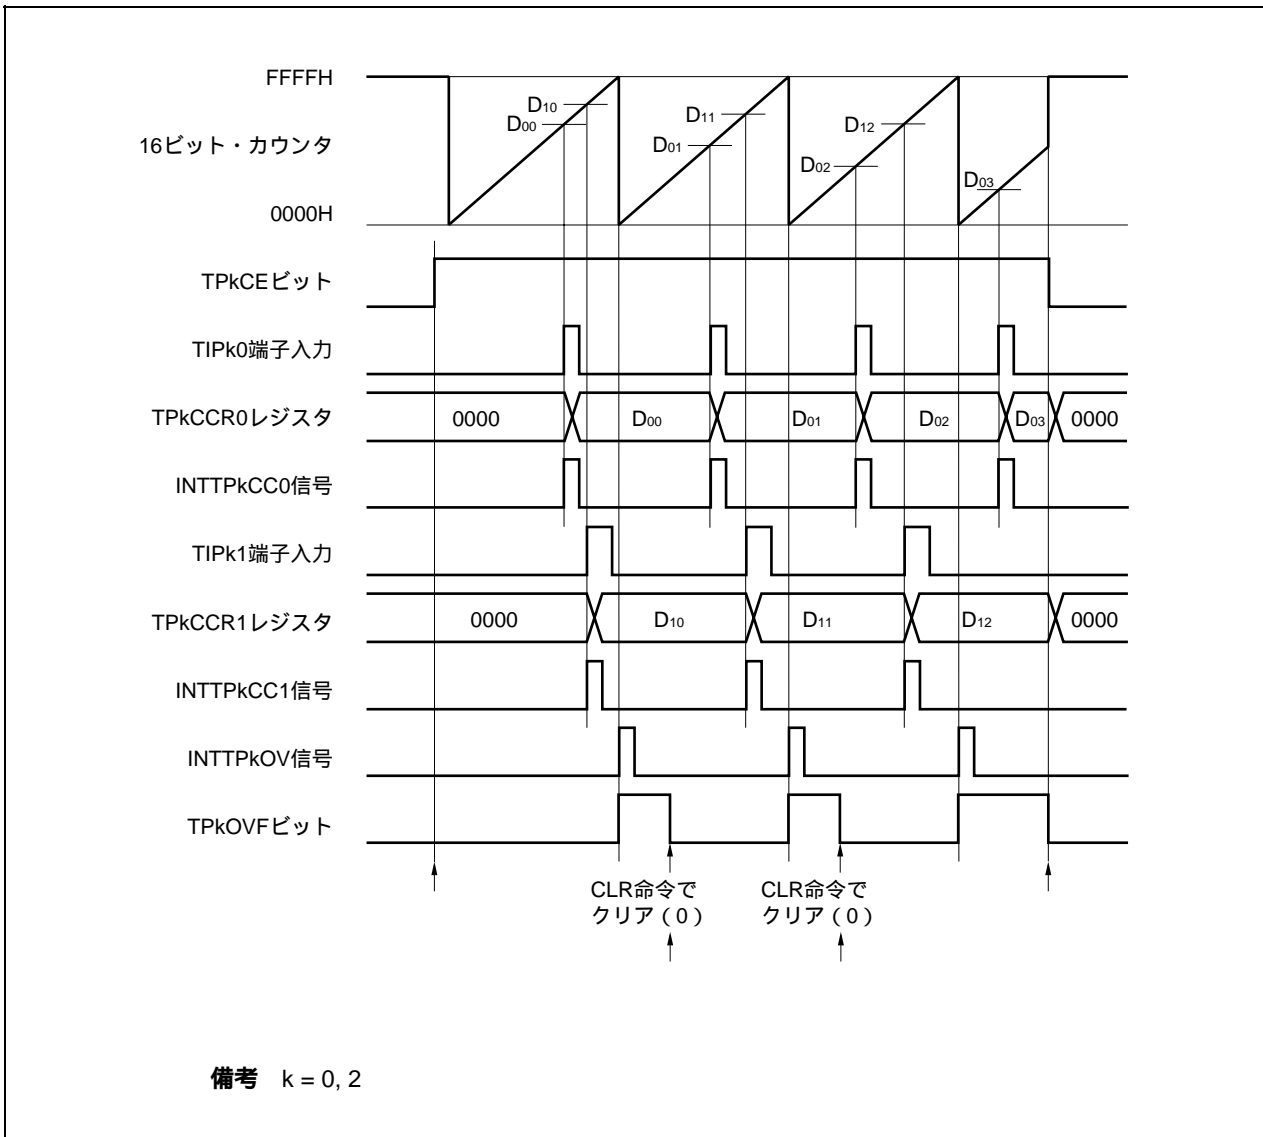 FFFFH
D10
D00
D11
D01
D12
D02
D03
16ビット・カウンタ
0000H
TPkCEビット
TIPk0端子入力
TPkCCR0レジスタ
0000
D00
D01
D02
D03
0000
INTTPkCC0信号
TIPk1端子入力
TPkCCR1レジスタ
0000
D10
D11
D12
0000
INTTPkCC1信号
INTTPkOV信号
TPkOVFビット
CLR命令で
クリア(0)
CLR命令で
クリア(0)
備考 k = 0, 2